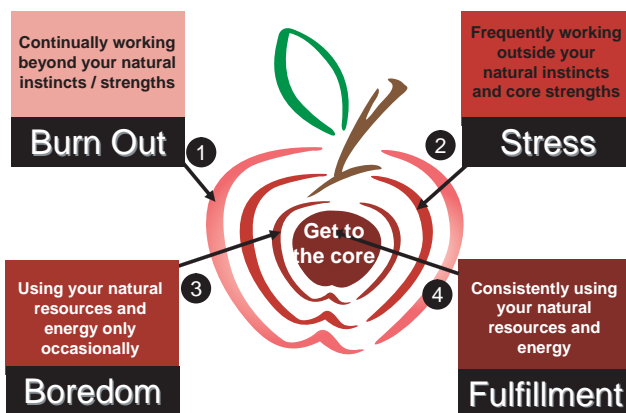 Continually working
beyond your natural
instincts / strengths
Burn Out
1
Frequently working
outside your
natural instincts
and core strengths
Stress
2
Get to
the core
Using your natural
resources and
energy only
occasionally
Boredom
3
Consistently using
your natural
resources and
energy
Fulfillment
4